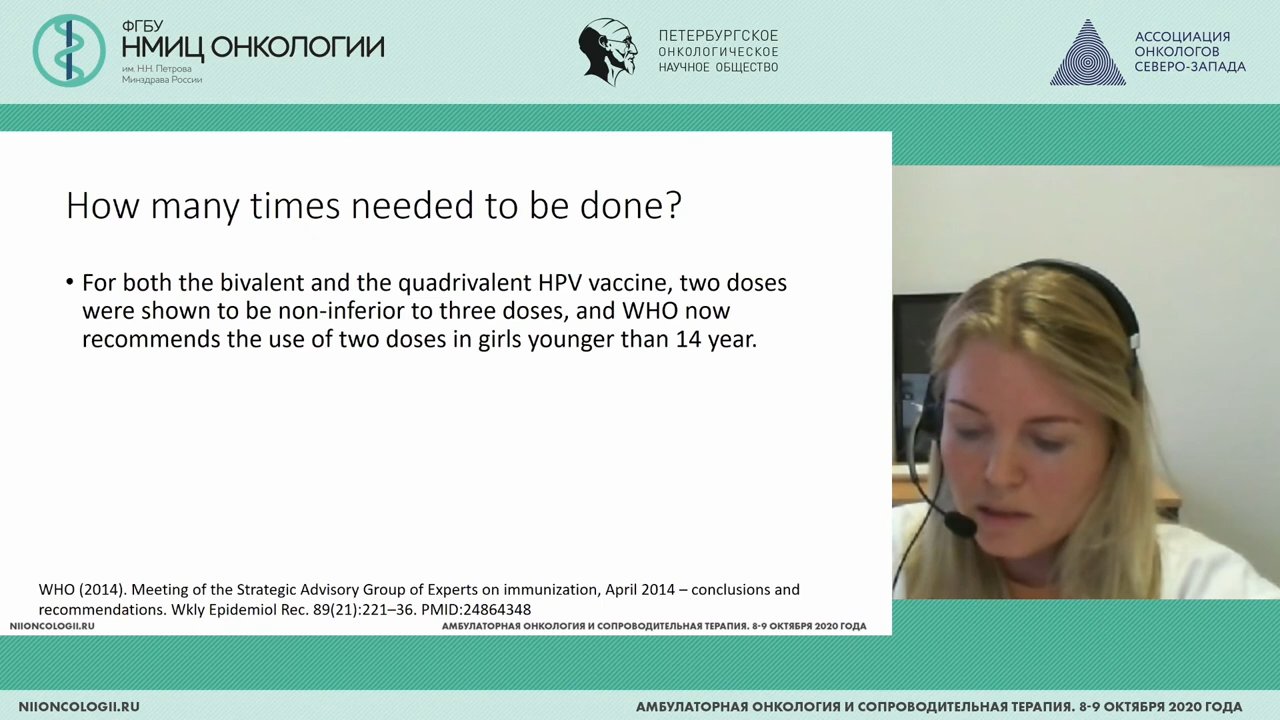 ФГБУ
НМИЦ ОНКОЛОГИИ
им. Н.Н. Петрова
Минздрава России
ПЕТЕРБУРГСКОЕ
ОНКОЛОГИЧЕСКОЕ
НАУЧНОЕ ОБЩЕСТВО
АССОЦИАЦИЯ
ОНКОЛОГОВ
СЕВЕРО-ЗАПАДА
How many times needed to be done?
• For both the bivalent and the quadrivalent HPV vaccine, two doses
were shown to be non-inferior to three doses, and WHO now
recommends the use of two doses in girls younger than 14 year.
WHO (2014). Meeting of the Strategic Advisory Group of Experts on immunization, April 2014 – conclusions and
recommendations. Wkly Epidemiol Rec. 89(21):221–36. PMID:24864348
NIIONCOLOGII.RU
АМБУЛАТОРНАЯ ОНКОЛОГИЯ И СОПРОВОДИТЕЛЬНАЯ ТЕРАПИЯ. 8-9 ОКТЯБРЯ 2020 ГОДА
NIIONCOLOGII.RU
АМБУЛАТОРНАЯ ОНКОЛОГИЯ И СОПРОВОДИТЕЛЬНАЯ ТЕРАПИЯ. 8-9 ОКТЯБРЯ 2020 ГОДА